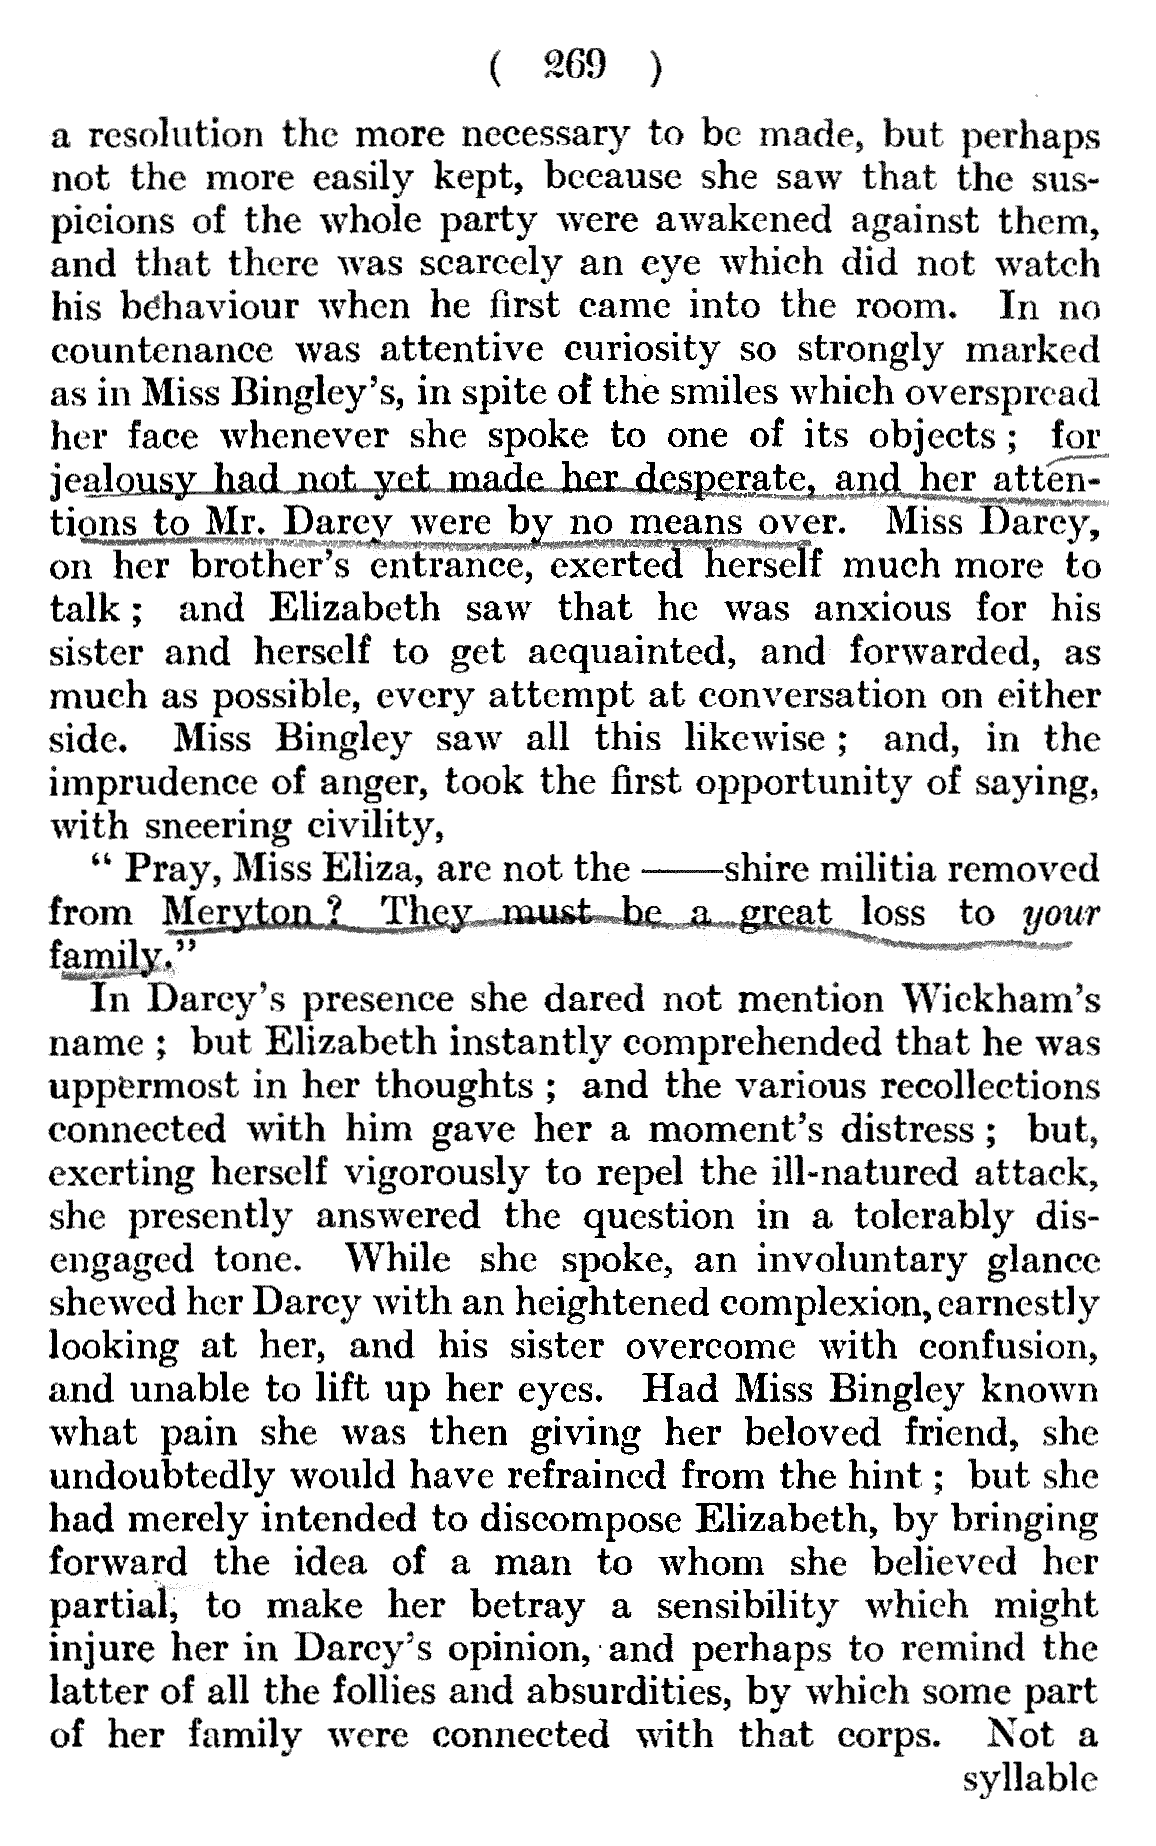 ( 269 )
a resolution the more necessary to be made, but perhaps
not the more easily kept, because she saw that the sus-
picions of the whole party were awakened against them,
and that there was scarcely an eye which did not watch
his behaviour when he first came into the room. In no
countenance was attentive curiosity so strongly marked
as in Miss Bingley's, in spite of the smiles which overspread
her face whenever she spoke to one of its objects ; for
jealousy had not yet made her desperate, and her atten-
tions to Mr. Darcy were by no means over. Miss Darcy,
on her brother's entrance, exerted herself much more to
talk ; and Elizabeth saw that he was anxious for his
sister and herself to get acquainted, and forwarded, as
much as possible, every attempt at conversation on either
side. Miss Bingley saw all this likewise ; and, in the
imprudence of anger, took the first opportunity of saying,
with sneering civility,
“ Pray, Miss Eliza, are not the ——shire militia removed
from Meryton ? They must be a great loss to your
family.”
In Darcy's presence she dared not mention Wickham's
name ; but Elizabeth instantly comprehended that he was
uppermost in her thoughts ; and the various recollections
connected with him gave her a moment's distress ; but,
exerting herself vigorously to repel the ill-natured attack,
she presently answered the question in a tolerably dis-
engaged tone. While she spoke, an involuntary glance
shewed her Darcy with an heightened complexion, earnestly
looking at her, and his sister overcome with confusion,
and unable to lift up her eyes. Had Miss Bingley known
what pain she was then giving her beloved friend, she
undoubtedly would have refrained from the hint ; but she
had merely intended to discompose Elizabeth, by bringing
forward the idea of a man to whom she believed her
partial, to make her betray a sensibility which might
injure her in Darcy's opinion, and perhaps to remind the
latter of all the follies and absurdities, by which some part
of her family were connected with that corps. Not a
syllable